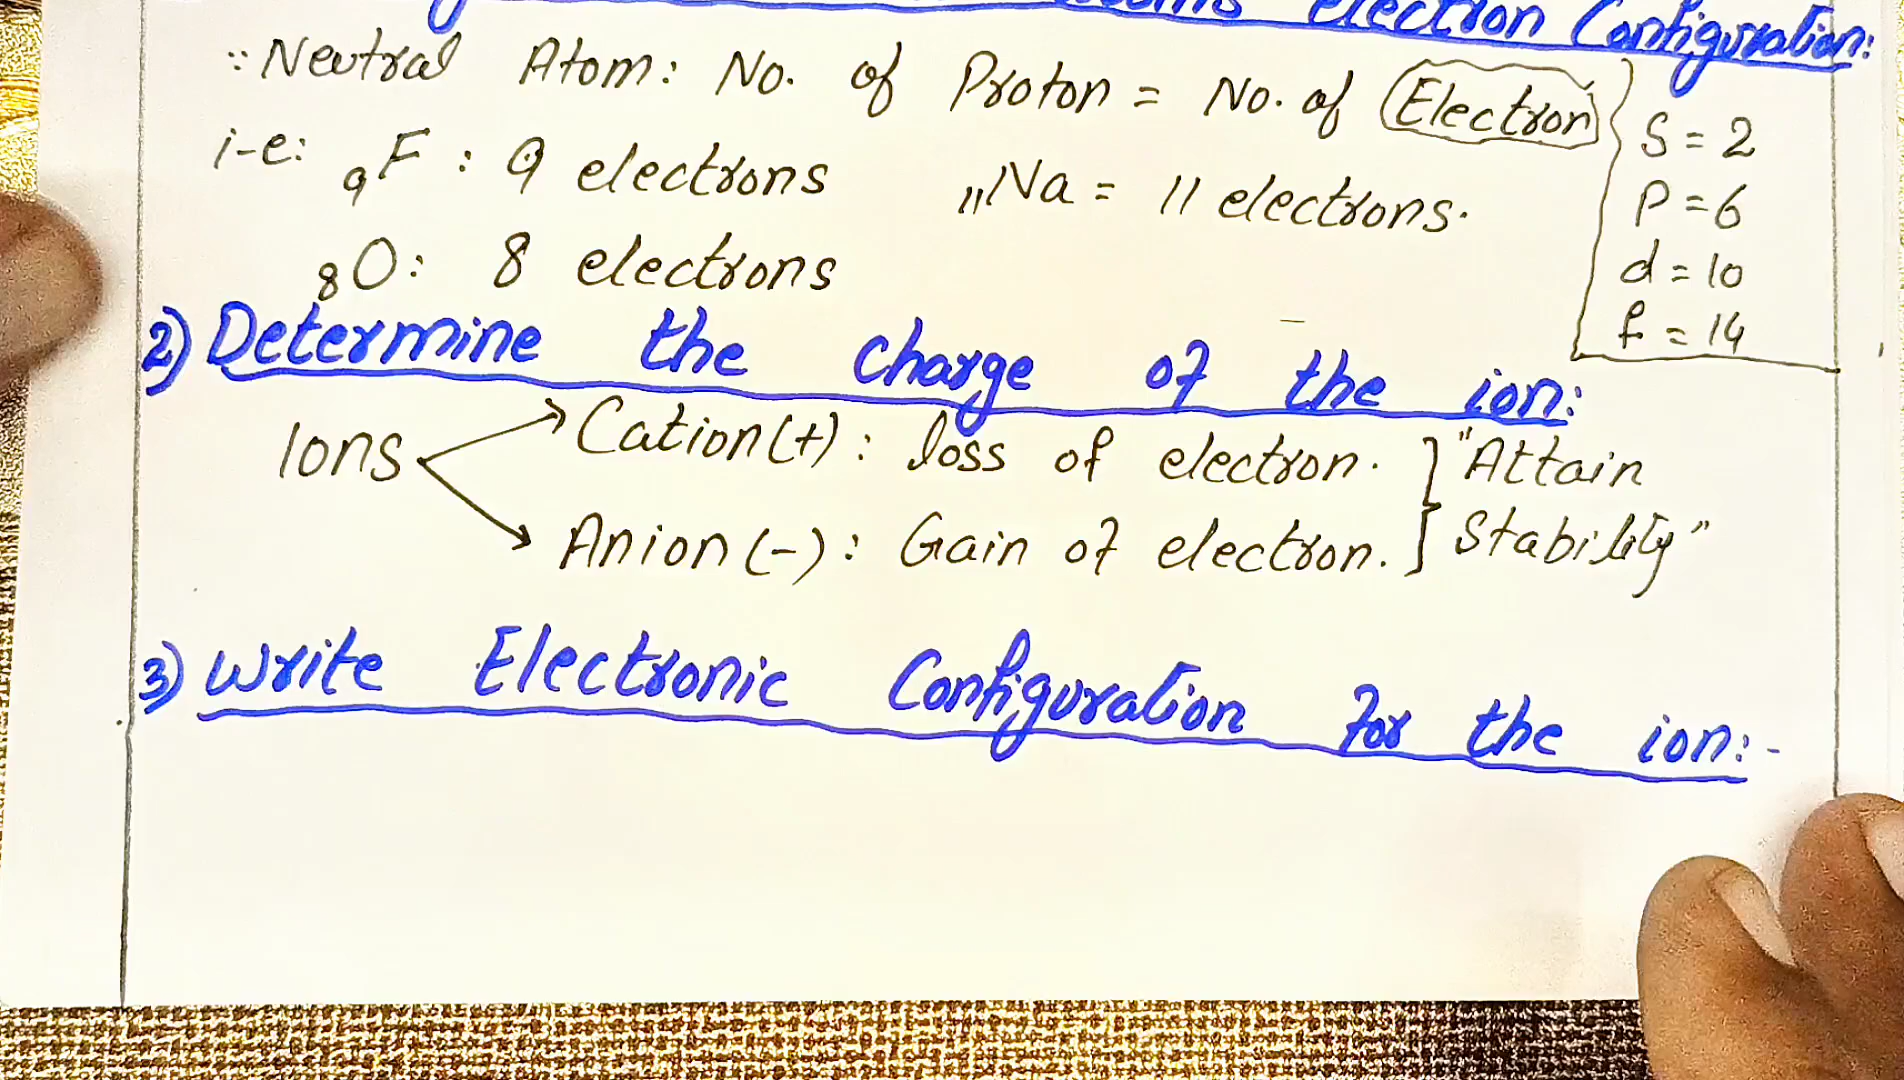 electron Configuration:
:- Neutral Atom: No. of Proton = No. of Electron
i-e: ₉F : 9 electrons ₁₁Na = 11 electrons.
₈O: 8 electrons
S = 2
P = 6
d = 10
f = 14
2) Determine the charge of the ion:
Ions Cation (+): loss of electron. "Attain
Anion (-): Gain of electron. Stability"
3) Write Electronic Configuration for the ion:-